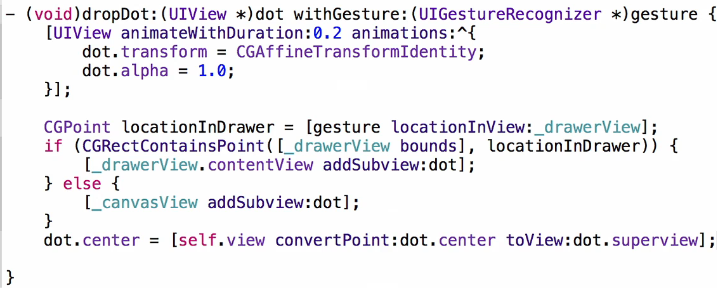 - (void)dropDot:(UIView *)dot withGesture:(UIGestureRecognizer *)gesture {
    [UIView animateWithDuration:0.2 animations:^{
        dot.transform = CGAffineTransformIdentity;
        dot.alpha = 1.0;
    }];

    CGPoint locationInDrawer = [gesture locationInView:_drawerView];
    if (CGRectContainsPoint([_drawerView bounds], locationInDrawer)) {
        [_drawerView.contentView addSubview:dot];
    } else {
        [_canvasView addSubview:dot];
    }
    dot.center = [self.view convertPoint:dot.center toView:dot.superview];

}